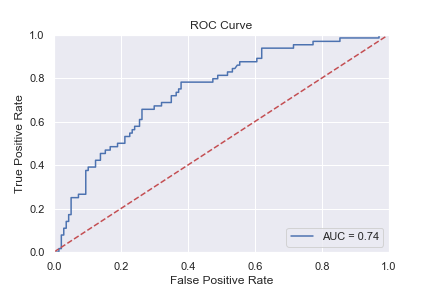 ROC Curve
1.0
0.8
0.6
0.4
0.2
0.0
True Positive Rate
AUC = 0.74
0.0 0.2 0.4 0.6 0.8 1.0
False Positive Rate